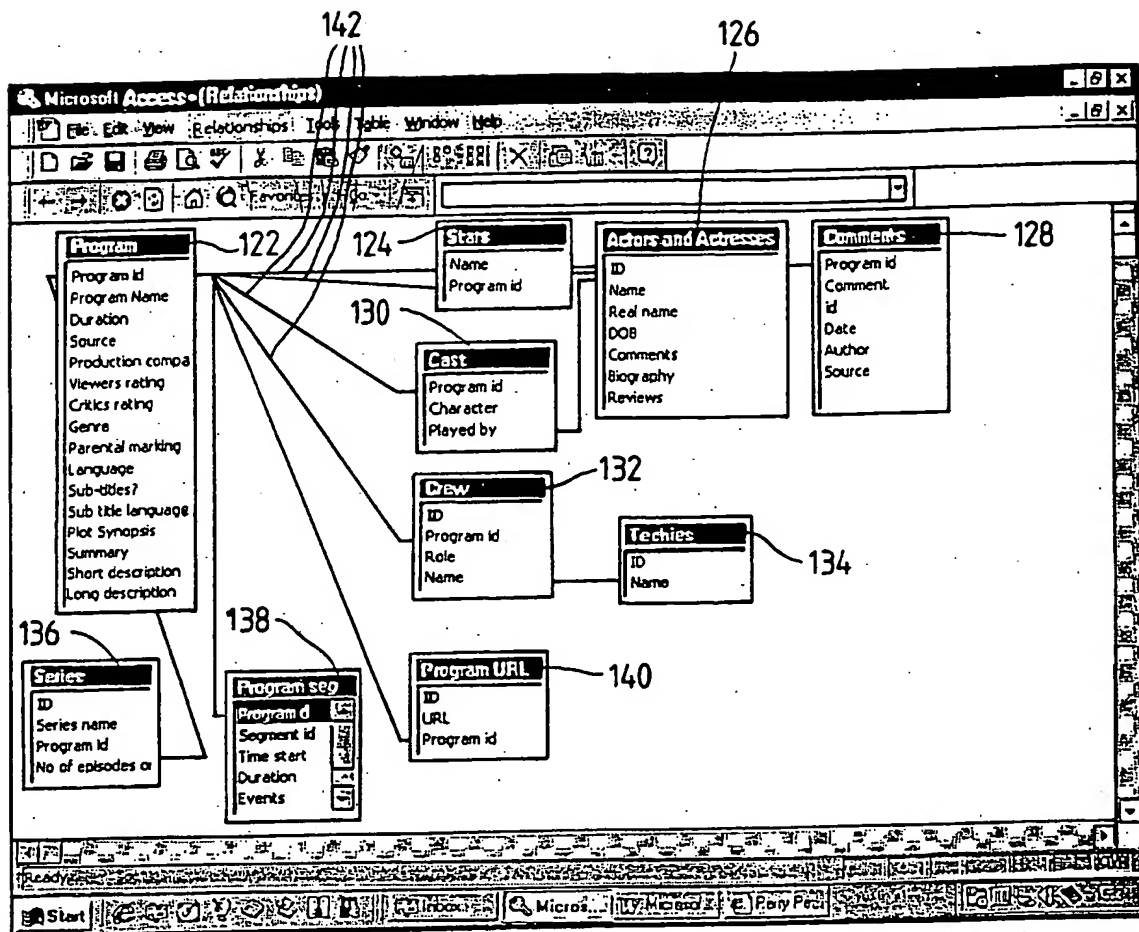 142
126
Microsoft Access - (Relationships)
File Edit View Relationships Tools Table Window Help
Program
122
Program id
Program Name
Duration
Source
Production compa
Viewers rating
Critics rating
Genre
Parental marking
Language
Sub-titles?
Sub title language
Plot Synopsis
Summary
Short description
Long description
124
Stars
Name
Program id
Actors and Actresses
ID
Name
Real name
DOB
Comments
Biography
Reviews
Comments
128
Program id
Comment
id
Date
Author
Source
130
Cast
Program id
Character
Played by
132
Crew
ID
Program id
Role
Name
Techies
134
ID
Name
136
Series
ID
Series name
Program id
No of episodes or
138
Program seg
Program d
Segment id
Time start
Duration
Events
Program URL
140
ID
URL
Program id
Ready
Start
Inbox
Micros...